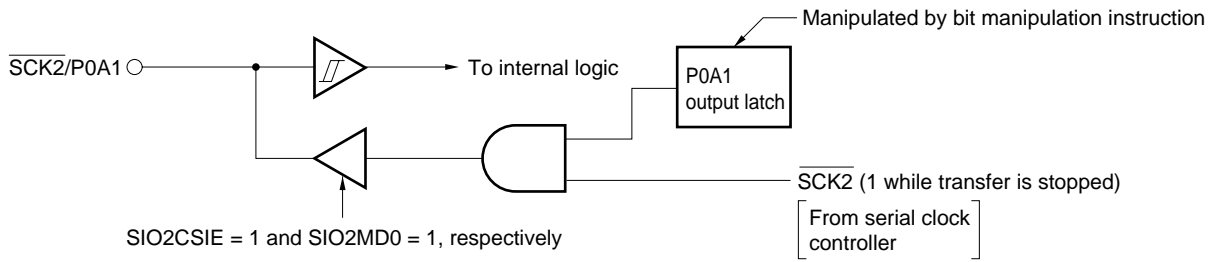 Manipulated by bit manipulation instruction
SCK2/P0A1
To internal logic
P0A1
output latch
SCK2 (1 while transfer is stopped)
From serial clock
controller
SIO2CSIE = 1 and SIO2MD0 = 1, respectively